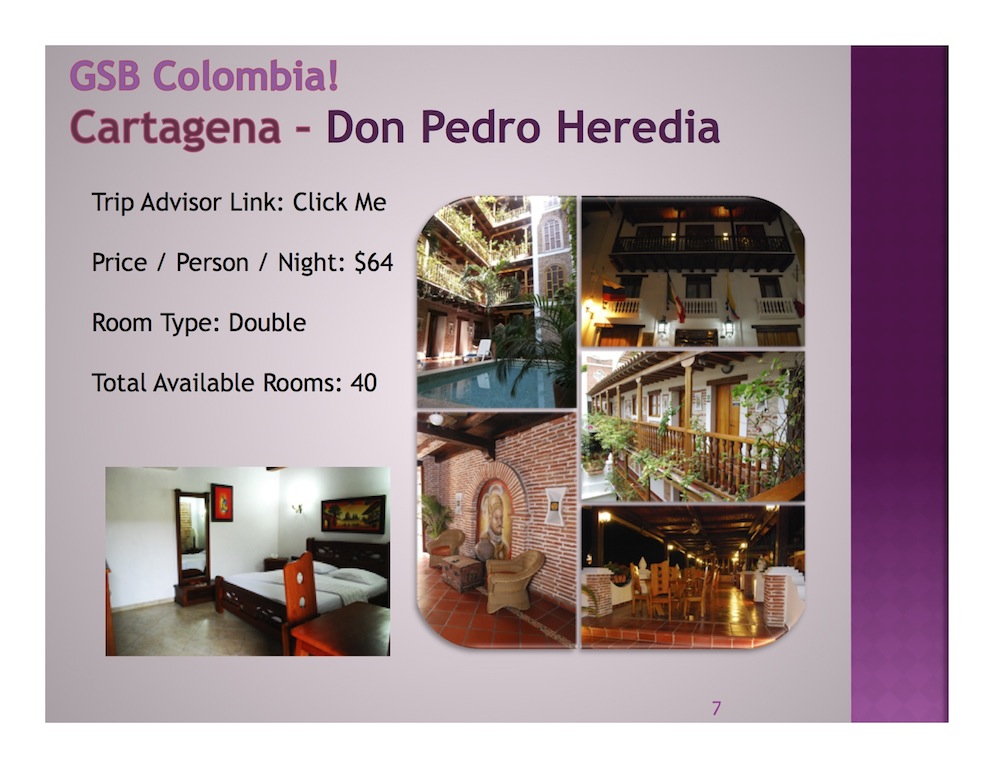 GSB Colombia!
Cartagena - Don Pedro Heredia
Trip Advisor Link: Click Me
Price / Person / Night: $64
Room Type: Double
Total Available Rooms: 40
7